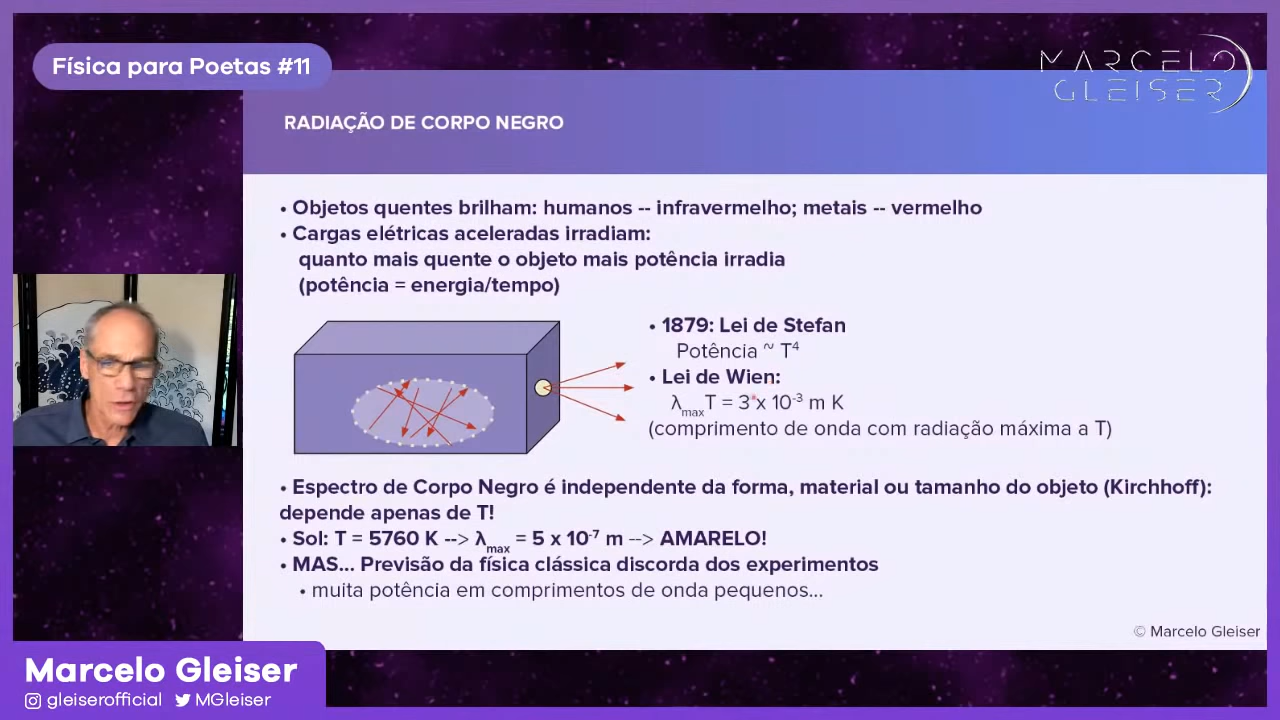 Física para Poetas #11
MARCELO
GLEISER
RADIAÇÃO DE CORPO NEGRO
• Objetos quentes brilham: humanos -- infravermelho; metais -- vermelho
• Cargas elétricas aceleradas irradiam:
quanto mais quente o objeto mais potência irradia
(potência = energia/tempo)
• 1879: Lei de Stefan
Potência ~ T⁴
• Lei de Wien:
λmaxT = 3 x 10⁻³ m K
(comprimento de onda com radiação máxima a T)
• Espectro de Corpo Negro é independente da forma, material ou tamanho do objeto (Kirchhoff):
depende apenas de T!
• Sol: T = 5760 K --> λmax = 5 x 10⁻⁷ m --> AMARELO!
• MAS... Previsão da física clássica discorda dos experimentos
• muita potência em comprimentos de onda pequenos...
© Marcelo Gleiser
Marcelo Gleiser
gleiserofficial MGleiser